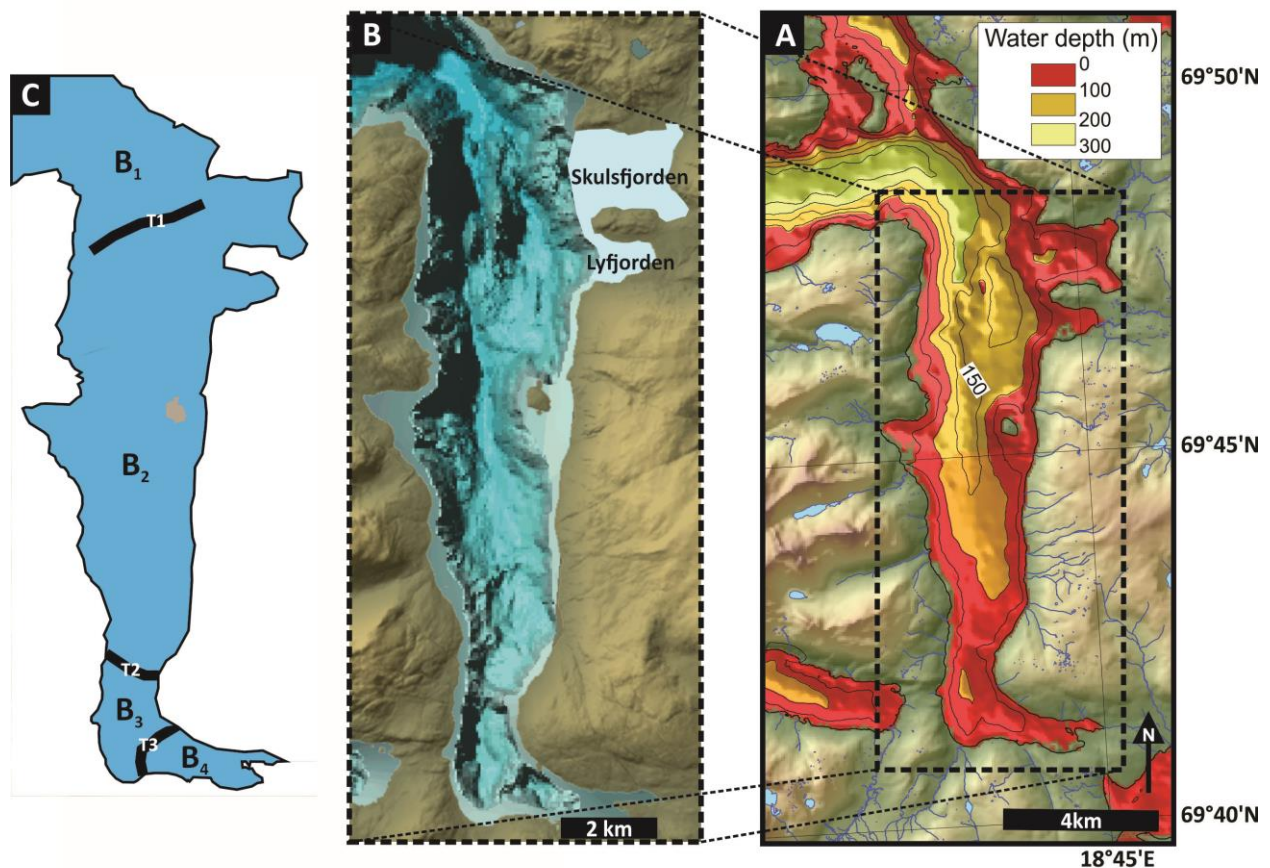 C
B1
T1
B2
T2
B3
T3
B4
B
Skulsfjorden
Lyfjorden
2 km
A
Water depth (m)
0
100
200
300
150
N
4km
69°50'N
69°45'N
69°40'N
18°45'E